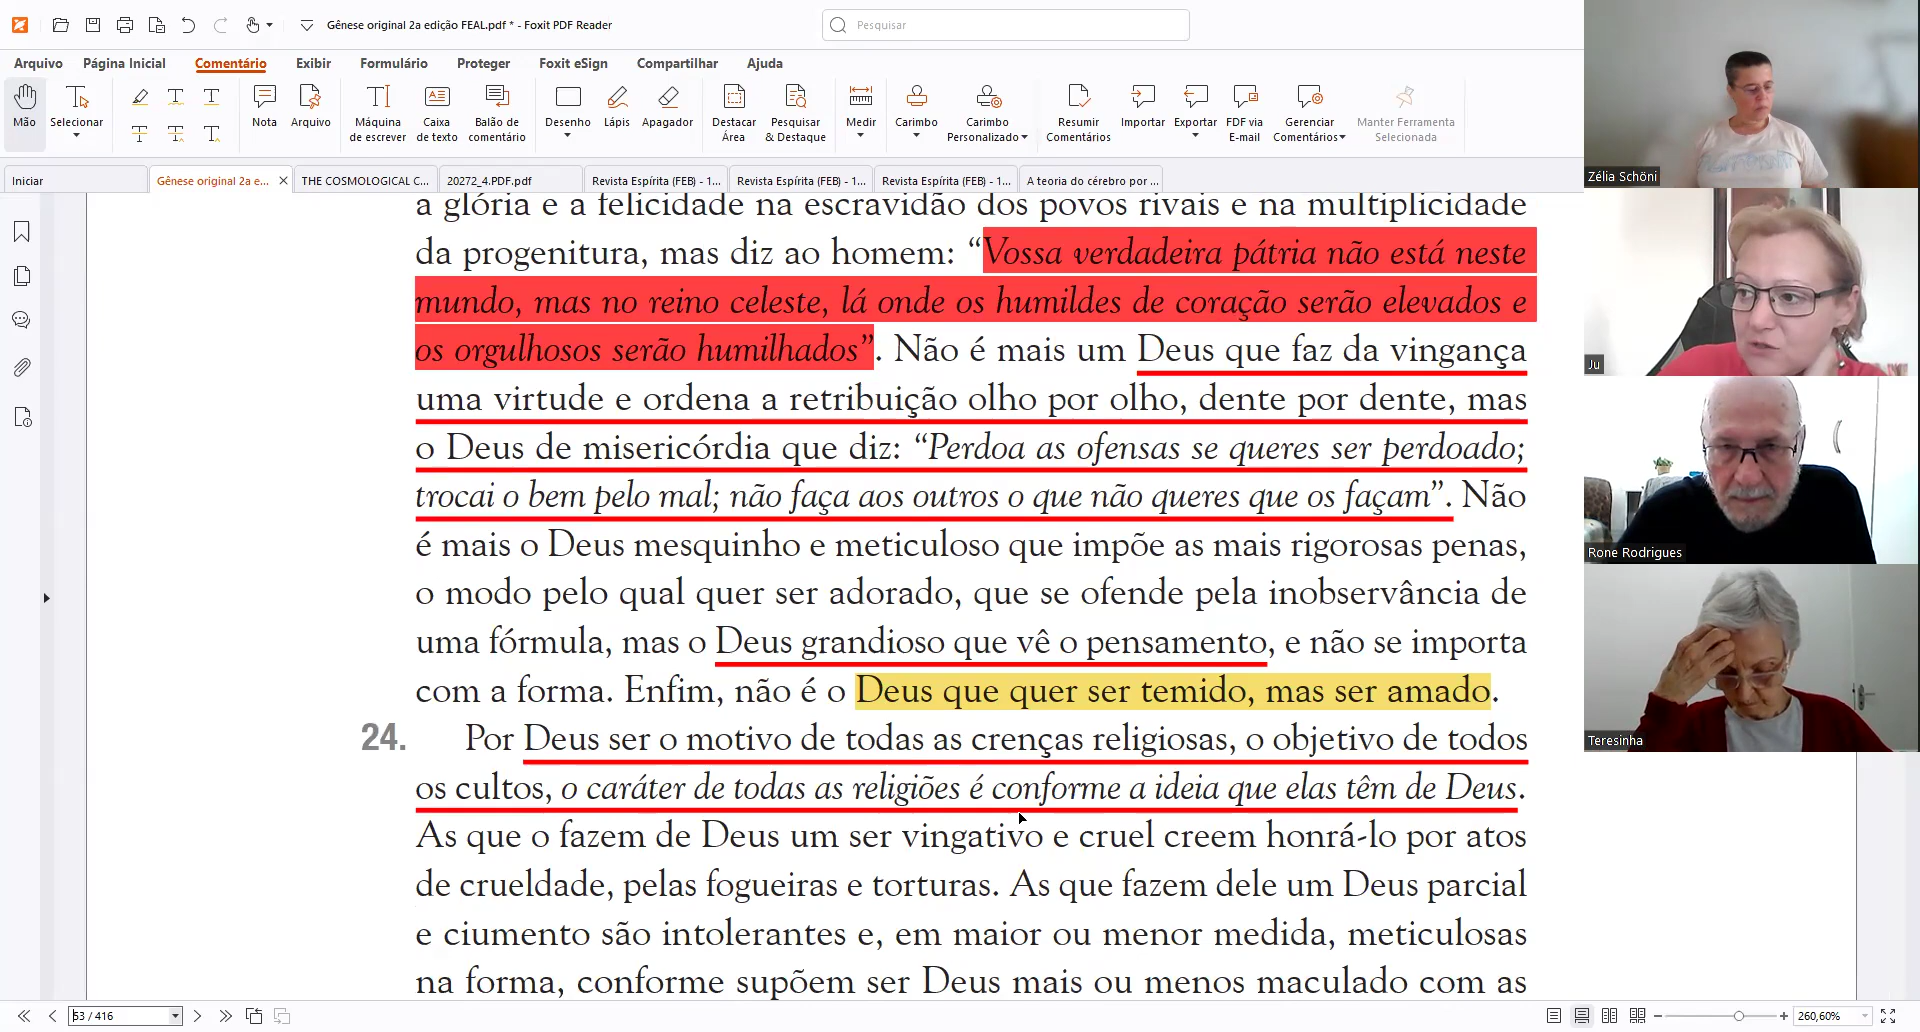 Gênese original 2a edição FEAL.pdf * - Foxit PDF Reader
Pesquisar
Arquivo Página Inicial Comentário Exibir Formulário Proteger Foxit eSign Compartilhar Ajuda
Mão
Selecionar
Nota
Arquivo
Máquina de escrever
Caixa de texto
Balão de comentário
Desenho
Lápis
Apagador
Destacar Área
Pesquisar & Destaque
Medir
Carimbo
Carimbo Personalizado
Resumir Comentários
Importar
Exportar
FDF via E-mail
Gerenciar Comentários
Manter Ferramenta Selecionada
Iniciar
Gênese original 2a e...
THE COSMOLOGICAL C...
20272_4.PDF.pdf
Revista Espírita (FEB) - 1...
Revista Espírita (FEB) - 1...
Revista Espírita (FEB) - 1...
A teoria do cérebro por ...
a glória e a felicidade na escravidão dos povos rivais e na multiplicidade
da progenitura, mas diz ao homem: “Vossa verdadeira pátria não está neste
mundo, mas no reino celeste, lá onde os humildes de coração serão elevados e
os orgulhosos serão humilhados”. Não é mais um Deus que faz da vingança
uma virtude e ordena a retribuição olho por olho, dente por dente, mas
o Deus de misericórdia que diz: “Perdoa as ofensas se queres ser perdoado;
trocai o bem pelo mal; não faça aos outros o que não queres que os façam”. Não
é mais o Deus mesquinho e meticuloso que impõe as mais rigorosas penas,
o modo pelo qual quer ser adorado, que se ofende pela inobservância de
uma fórmula, mas o Deus grandioso que vê o pensamento, e não se importa
com a forma. Enfim, não é o Deus que quer ser temido, mas ser amado.
24. Por Deus ser o motivo de todas as crenças religiosas, o objetivo de todos
os cultos, o caráter de todas as religiões é conforme a ideia que elas têm de Deus.
As que o fazem de Deus um ser vingativo e cruel creem honrá-lo por atos
de crueldade, pelas fogueiras e torturas. As que fazem dele um Deus parcial
e ciumento são intolerantes e, em maior ou menor medida, meticulosas
na forma, conforme supõem ser Deus mais ou menos maculado com as
53 / 416
260,60%
Zélia Schöni
Ju
Rone Rodrigues
Teresinha